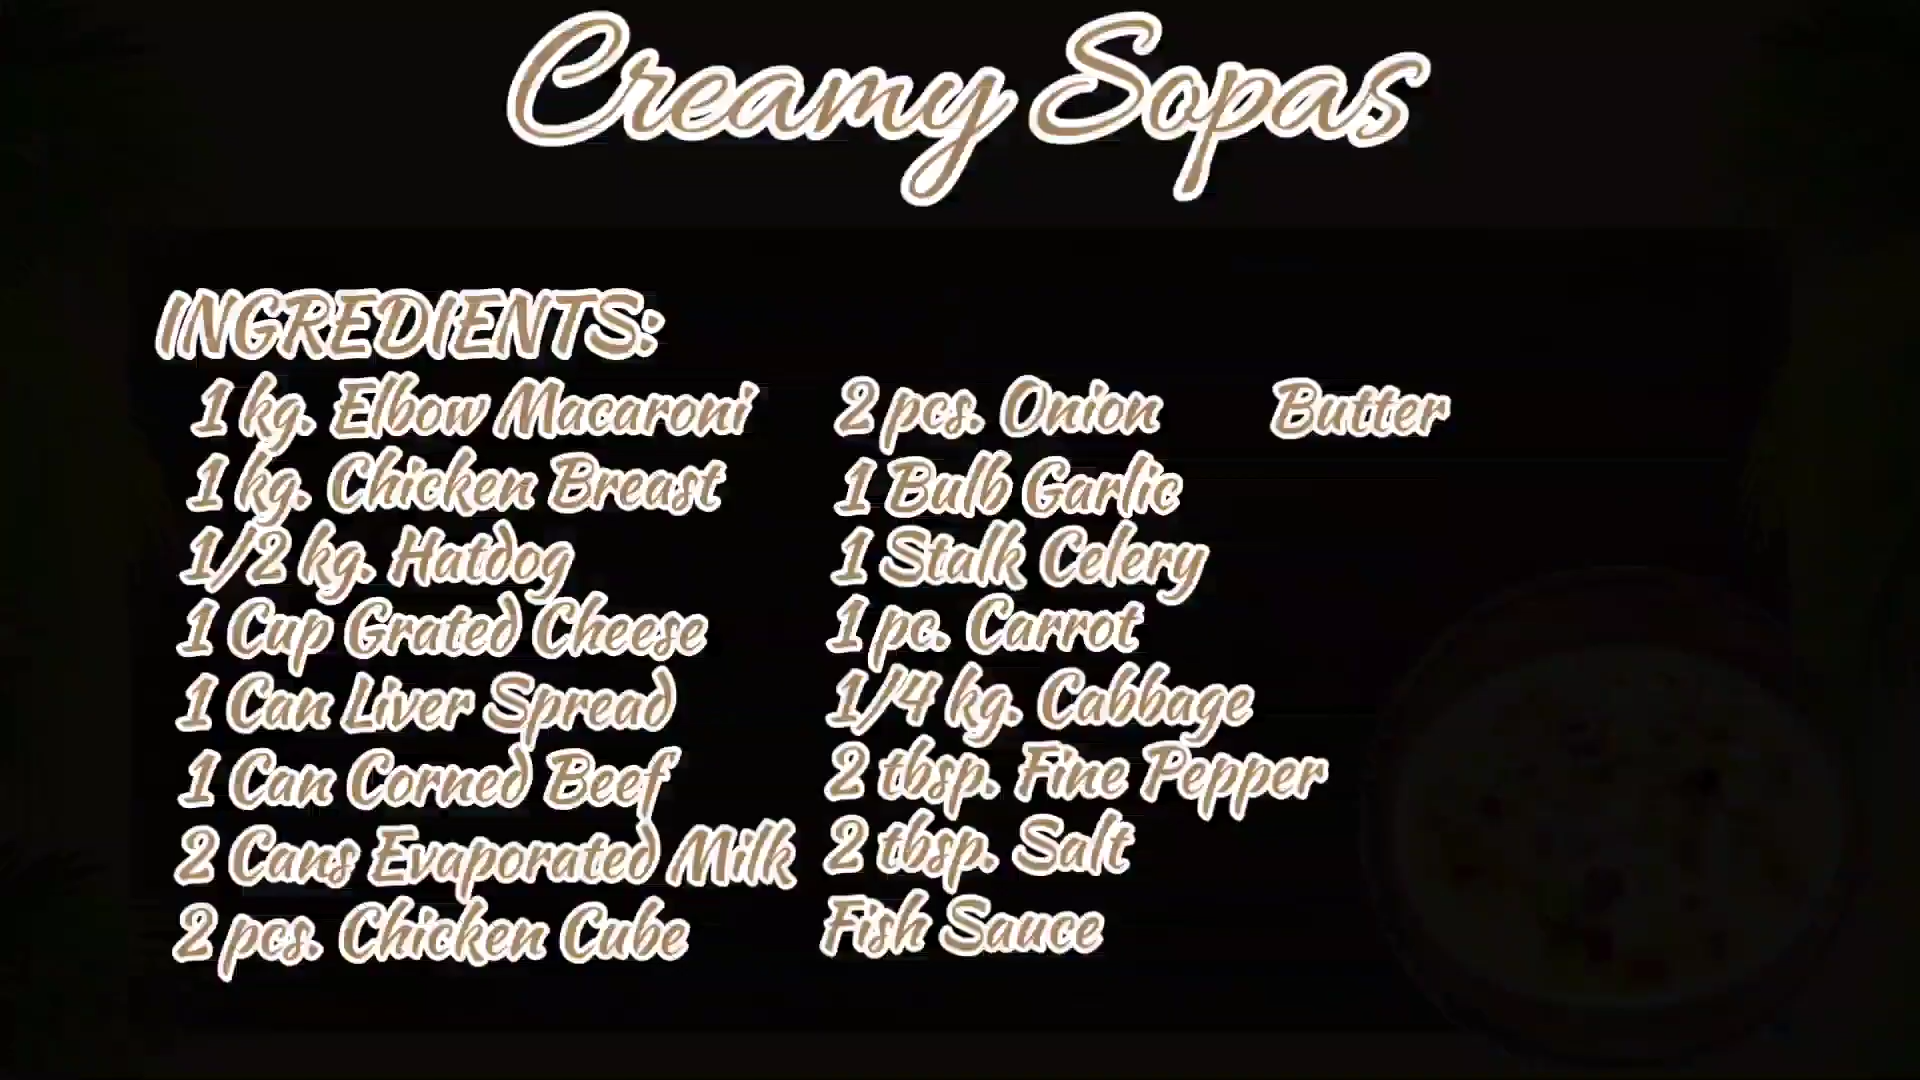 Creamy Sopas
INGREDIENTS:
1 kg. Elbow Macaroni
1 kg. Chicken Breast
1/2 kg. Hatdog
1 Cup Grated Cheese
1 Can Liver Spread
1 Can Corned Beef
2 Cans Evaporated Milk
2 pcs. Chicken Cube
2 pcs. Onion
1 Bulb Garlic
1 Stalk Celery
1 pc. Carrot
1/4 kg. Cabbage
2 tbsp. Fine Pepper
2 tbsp. Salt
Fish Sauce
Butter